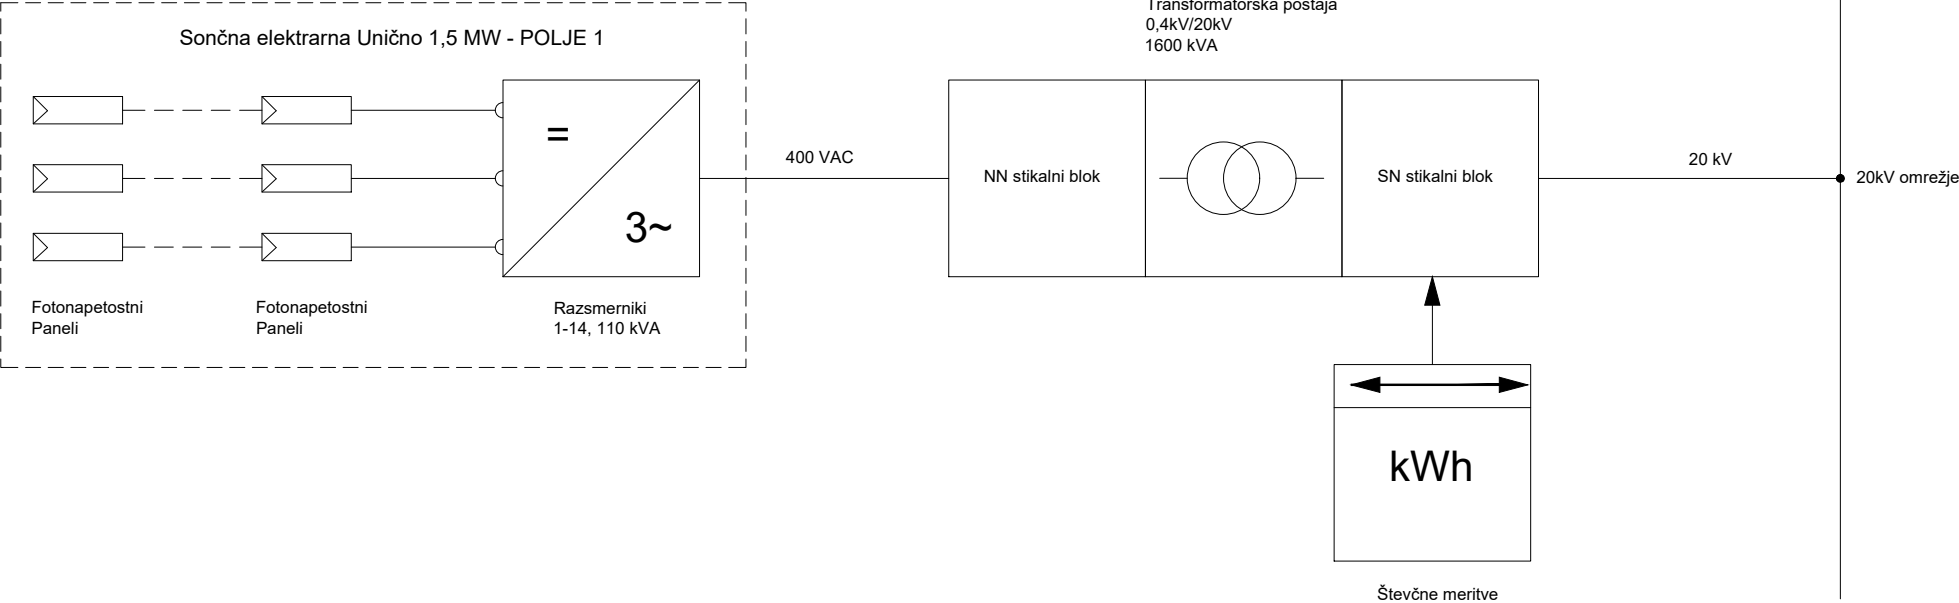 Transformatorska postaja
0,4kV/20kV
1600 kVA
Sončna elektrarna Unično 1,5 MW - POLJE 1
=
3~
400 VAC
NN stikalni blok
SN stikalni blok
20 kV
20kV omrežje
Fotonapetostni
Paneli
Fotonapetostni
Paneli
Razsmerniki
1-14, 110 kVA
kWh
Števčne meritve